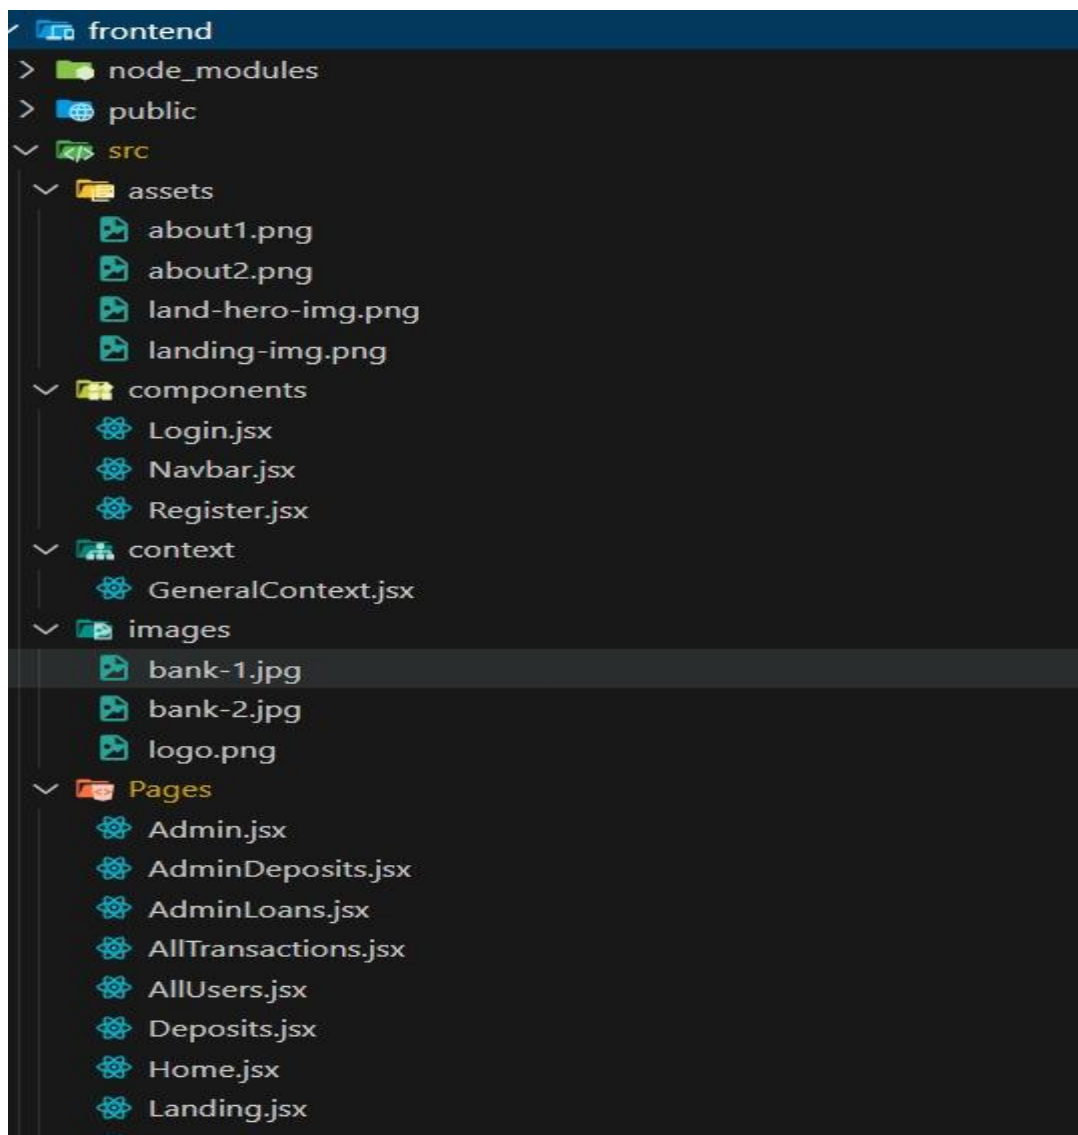 frontend
node_modules
public
src
assets
about1.png
about2.png
land-hero-img.png
landing-img.png
components
Login.jsx
Navbar.jsx
Register.jsx
context
GeneralContext.jsx
images
bank-1.jpg
bank-2.jpg
logo.png
Pages
Admin.jsx
AdminDeposits.jsx
AdminLoans.jsx
AllTransactions.jsx
AllUsers.jsx
Deposits.jsx
Home.jsx
Landing.jsx